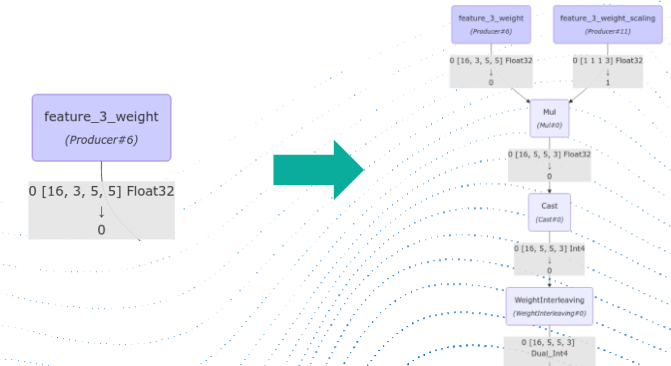 feature_3_weight
(Producer#6)
0 [16, 3, 5, 5] Float32
↓
0
feature_3_weight
(Producer#6)
feature_3_weight_scaling
(Producer#11)
0 [16, 3, 5, 5] Float32
↓
0
0 [1 1 1 3] Float32
↓
1
Mul
(Mul#0)
0 [16, 5, 5, 3] Float32
↓
0
Cast
(Cast#0)
0 [16, 5, 5, 3] Int4
↓
0
WeightInterleaving
(WeightInterleaving#0)
0 [16, 5, 5, 3]
Dual_Int4